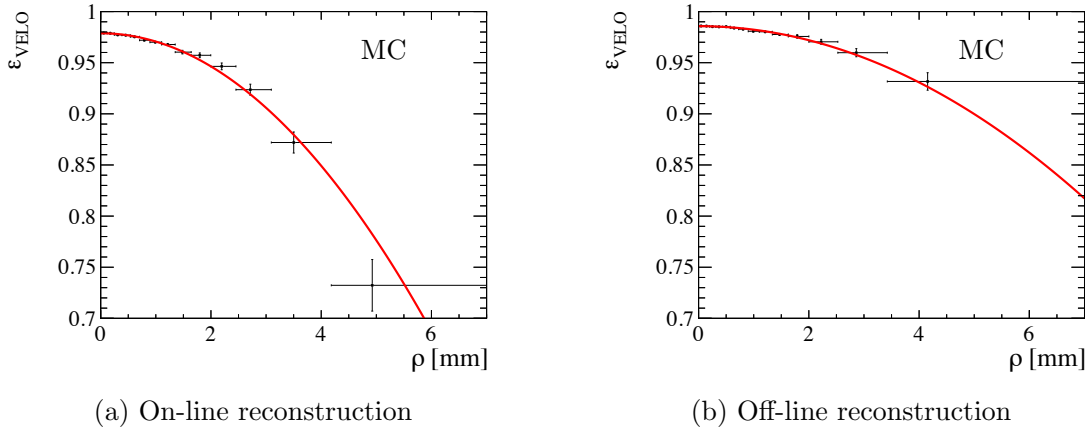 ε_VELO
1
0.95
0.9
0.85
0.8
0.75
0.7
MC
0 2 4 6
ρ [mm]
(a) On-line reconstruction
ε_VELO
1
0.95
0.9
0.85
0.8
0.75
0.7
MC
0 2 4 6
ρ [mm]
(b) Off-line reconstruction